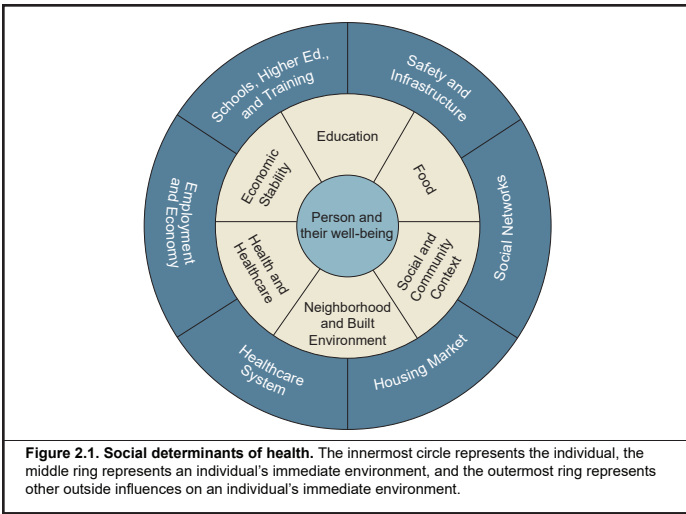 Schools, Higher Ed.,
and Training
Safety and
Infrastructure
Employment
and Economy
Social Networks
Healthcare
System
Housing Market
Education
Economic
Stability
Food
Health and
Healthcare
Social and
Community
Context
Neighborhood
and Built
Environment
Person and
their well-being
Figure 2.1. Social determinants of health. The innermost circle represents the individual, the
middle ring represents an individual’s immediate environment, and the outermost ring represents
other outside influences on an individual’s immediate environment.